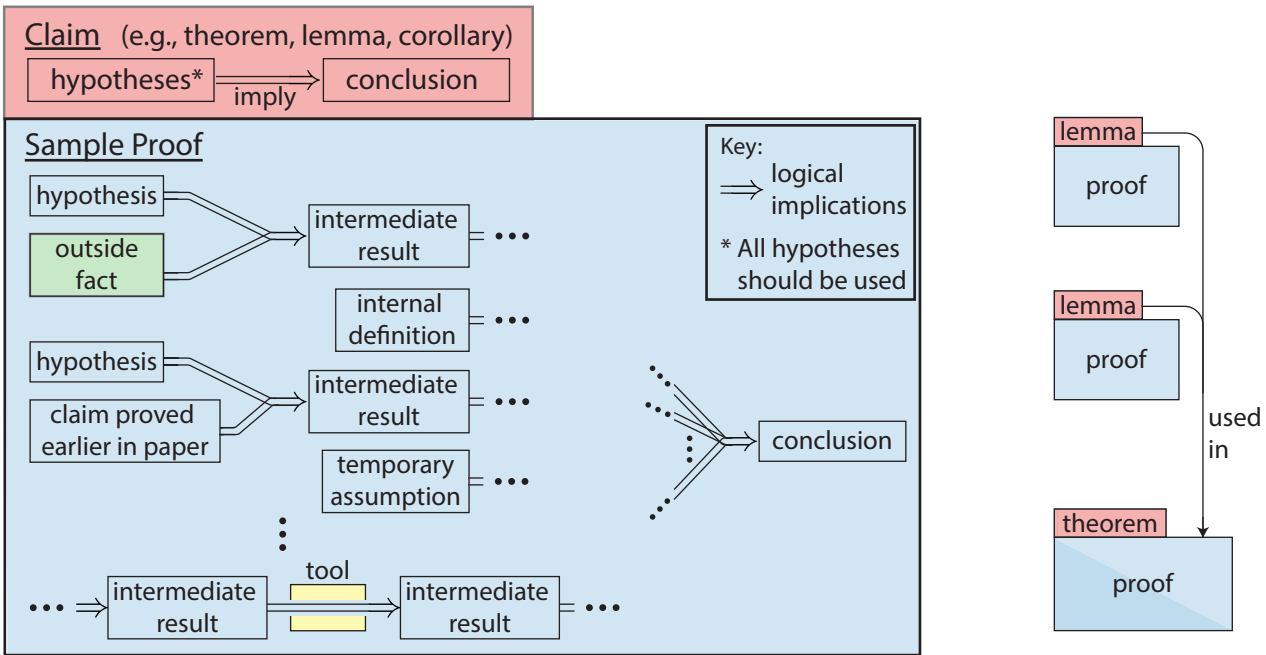 Claim (e.g., theorem, lemma, corollary)
hypotheses*
imply
conclusion
Sample Proof
hypothesis
outside
fact
intermediate
result
internal
definition
hypothesis
claim proved
earlier in paper
intermediate
result
temporary
assumption
conclusion
tool
intermediate
result
intermediate
result
Key:
logical
implications
* All hypotheses
should be used
lemma
proof
lemma
proof
used
in
theorem
proof